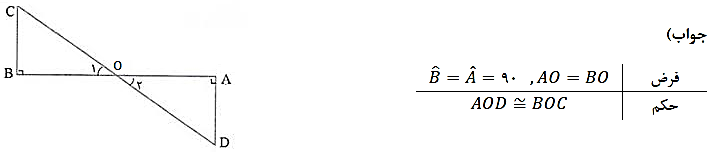 جواب)
فرض B̂ = Â = ۹۰ , AO = BO
حکم AOD ≅ BOC
C
B
۱
O
۲
A
D